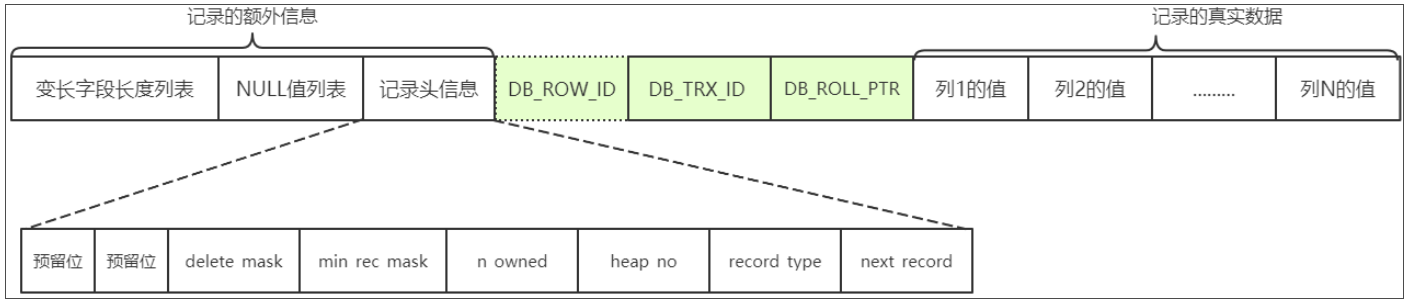 记录的额外信息 记录的真实数据
变长字段长度列表 NULL值列表 记录头信息 DB_ROW_ID DB_TRX_ID DB_ROLL_PTR 列1的值 列2的值 ......... 列N的值
预留位 预留位 delete mask min rec mask n owned heap no record type next record